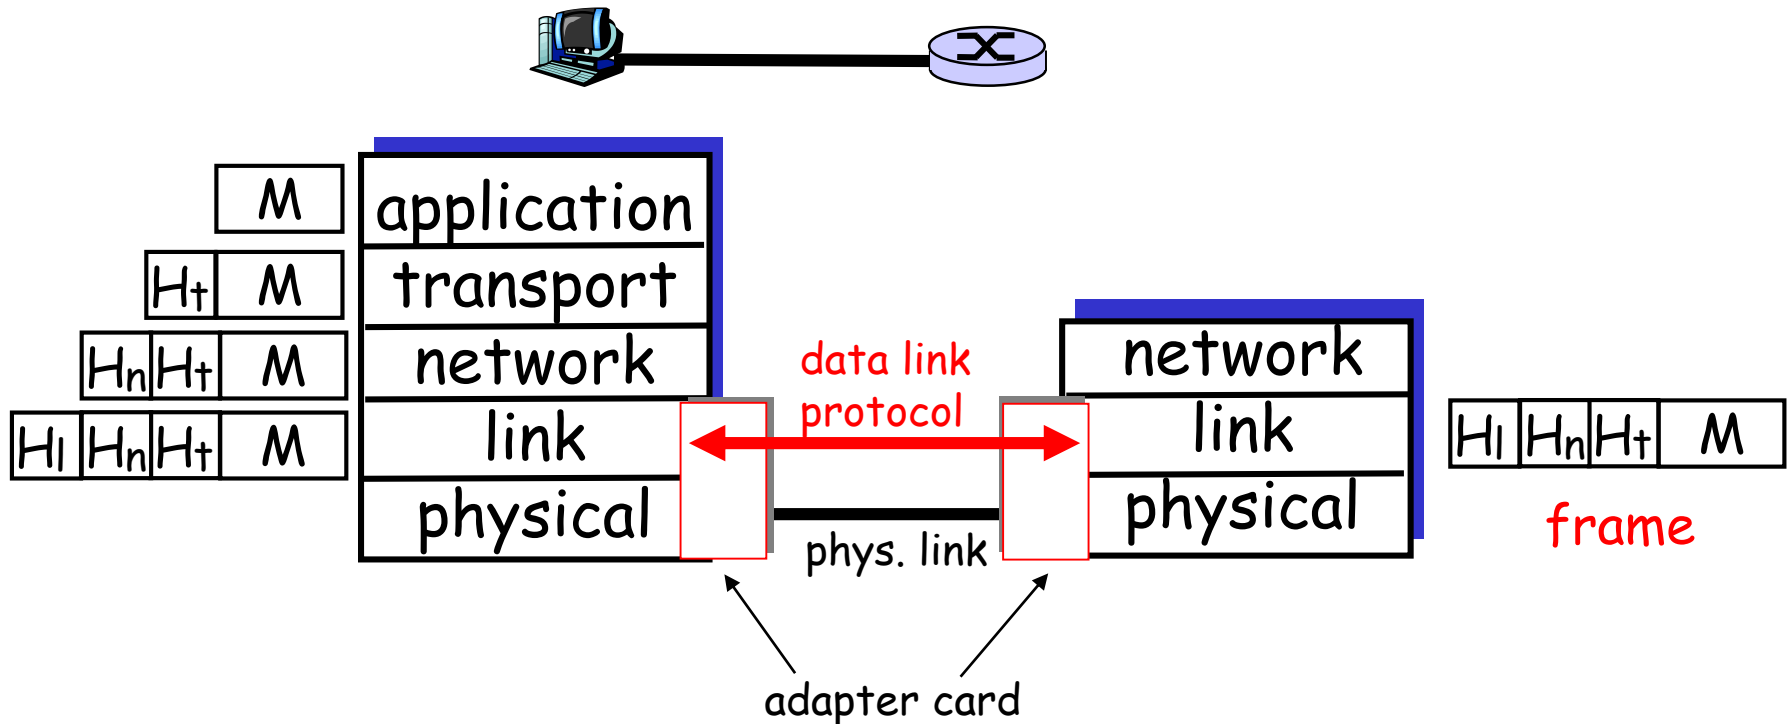 M
application
Ht M
transport
Hn Ht M
network
Hl Hn Ht M
link
physical
data link
protocol
phys. link
adapter card
network
link
physical
Hl Hn Ht M
frame